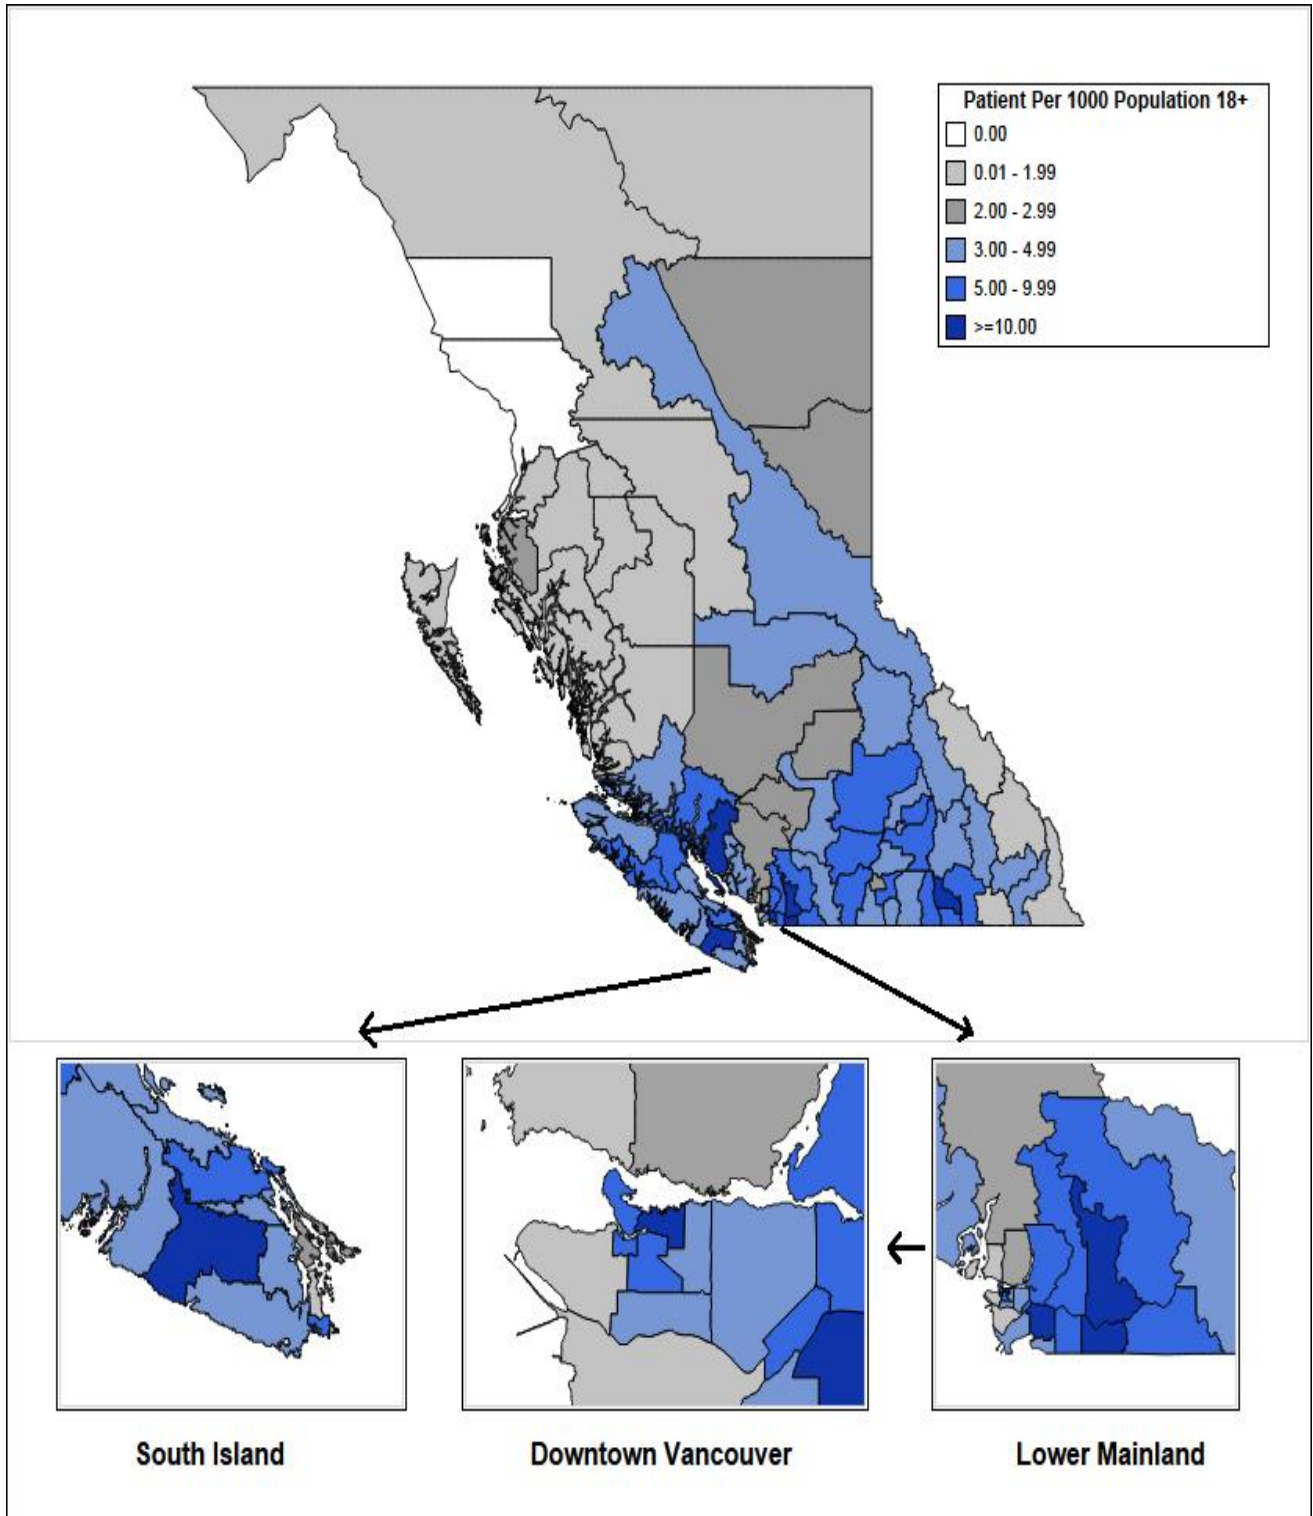 Patient Per 1000 Population 18+
0.00
0.01 - 1.99
2.00 - 2.99
3.00 - 4.99
5.00 - 9.99
>=10.00
South Island
Downtown Vancouver
Lower Mainland